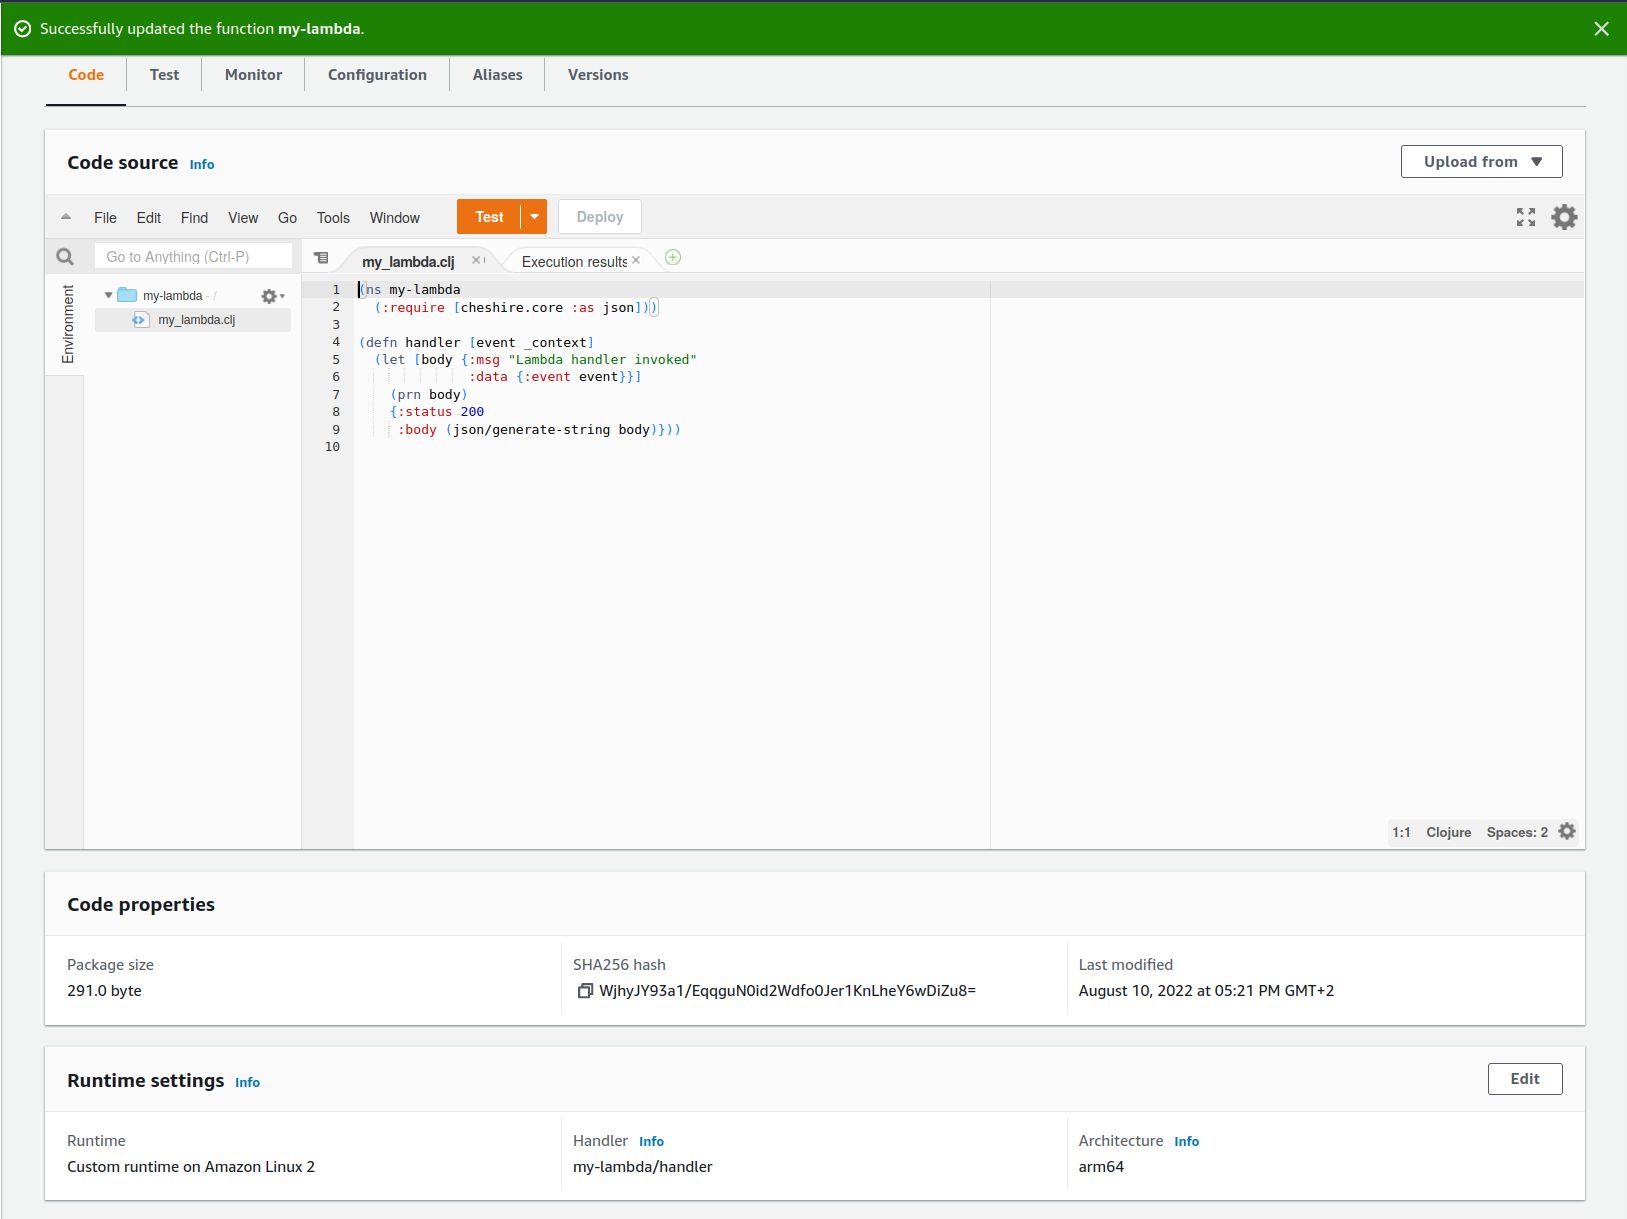 Successfully updated the function my-lambda.
Code Test Monitor Configuration Aliases Versions
Code source Info
Upload from
File Edit Find View Go Tools Window Test Deploy
Go to Anything (Ctrl-P)
my_lambda.clj Execution results
Environment
my-lambda - /
my_lambda.clj
1 (ns my-lambda
2 (:require [cheshire.core :as json]))
3
4 (defn handler [event _context]
5 (let [body {:msg "Lambda handler invoked"
6 :data {:event event}}]
7 (prn body)
8 {:status 200
9 :body (json/generate-string body)}))
10
1:1 Clojure Spaces: 2
Code properties
Package size
291.0 byte
SHA256 hash
WjhyJY93a1/EqqguN0id2Wdfo0Jer1KnLheY6wDiZu8=
Last modified
August 10, 2022 at 05:21 PM GMT+2
Runtime settings Info
Edit
Runtime
Custom runtime on Amazon Linux 2
Handler Info
my-lambda/handler
Architecture Info
arm64